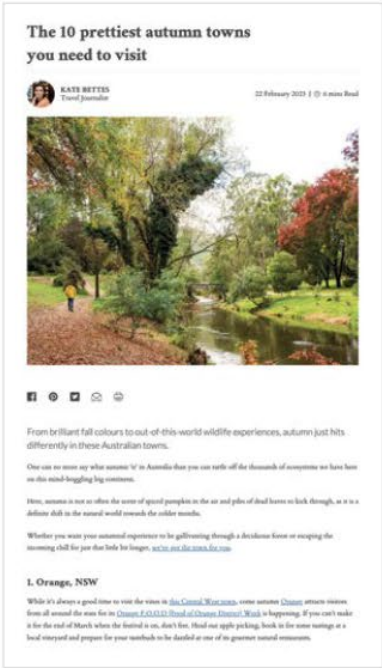 The 10 prettiest autumn towns
you need to visit
KATE BETTES
Travel Journalist
22 February 2023 | 6 mins Read
From brilliant fall colours to out-of-this-world wildlife experiences, autumn just hits
differently in these Australian towns.
One can no more say what autumn ‘is’ in Australia than you can rattle off the thousands of ecosystems we have here
on this mind-boggling big continent.
Here, autumn is not so often the scent of spiced pumpkin in the air and piles of dead leaves to kick through, as it is a
definite shift in the natural world towards the colder months.
Whether you want your autumnal experience to be gallivanting through a deciduous forest or escaping the
incoming chill for just that little bit longer, we’ve got the town for you.
1. Orange, NSW
While it’s always a good time to visit the vines in this Central West town, come autumn Orange attracts visitors
from all around the state for its Orange F.O.O.D (Food of Orange District) Week is happening. If you can’t make
it for the end of March when the festival is on, don’t fret. Head out apple picking, book in for some tastings at a
local vineyard and prepare for your tastebuds to be dazzled at one of its gourmet natural restaurants.